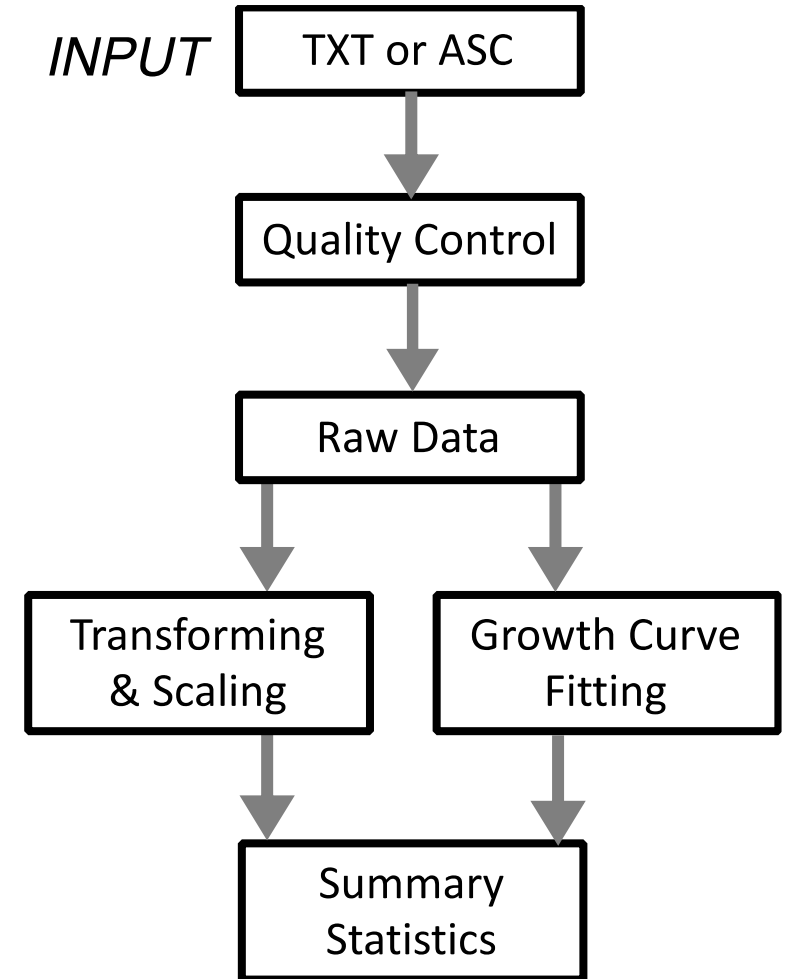 INPUT
TXT or ASC
Quality Control
Raw Data
Transforming
& Scaling
Growth Curve
Fitting
Summary
Statistics